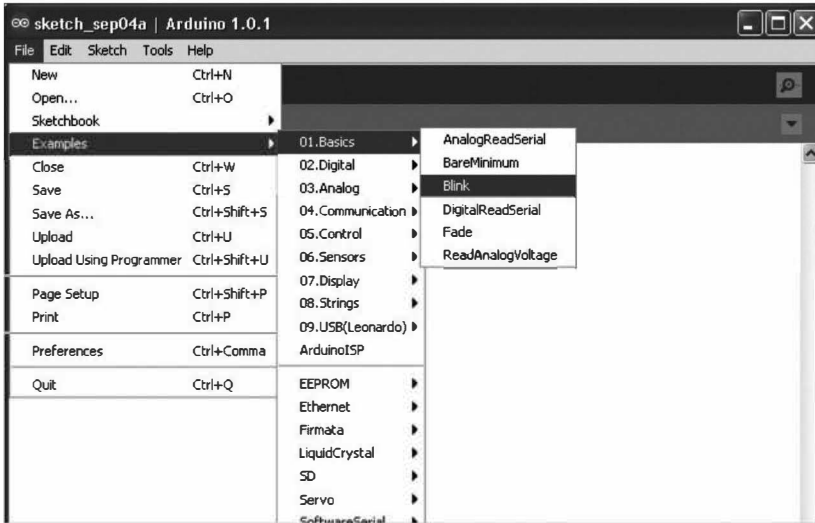 sketch_sep04a | Arduino 1.0.1
File Edit Sketch Tools Help
New Ctrl+N
Open... Ctrl+O
Sketchbook
Examples
Close Ctrl+W
Save Ctrl+S
Save As... Ctrl+Shift+S
Upload Ctrl+U
Upload Using Programmer Ctrl+Shift+U
Page Setup Ctrl+Shift+P
Print Ctrl+P
Preferences Ctrl+Comma
Quit Ctrl+Q
01.Basics
02.Digital
03.Analog
04.Communication
05.Control
06.Sensors
07.Display
08.Strings
09.USB(Leonardo)
ArduinoISP
EEPROM
Ethernet
Firmata
LiquidCrystal
SD
Servo
SoftwareSerial
AnalogReadSerial
BareMinimum
Blink
DigitalReadSerial
Fade
ReadAnalogVoltage